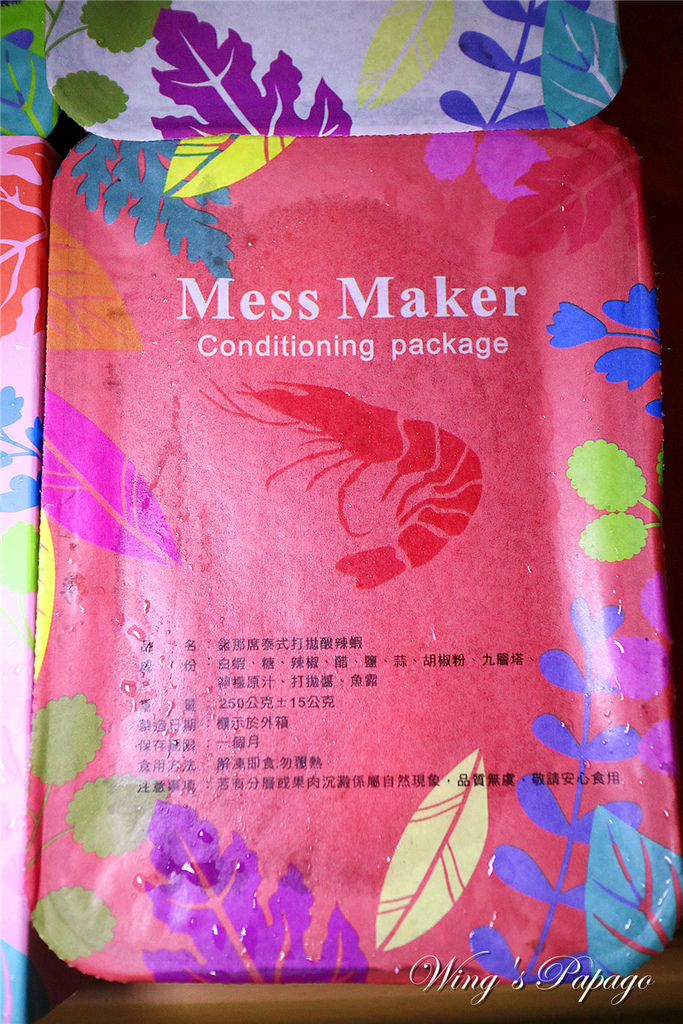 Mess Maker
Conditioning package
品 名：爸那席泰式打拋酸辣蝦
成 份：白蝦、糖、辣椒、醋、鹽、蒜、胡椒粉、九層塔、
檸檬原汁、打拋醬、魚露
重 量：250公克±15公克
製造日期：標示於外箱
保存期限：一個月
食用方法：解凍即食勿覆熱
注意事項：若有分層或果肉沉澱係屬自然現象，品質無虞，敬請安心食用
Wing 's Papago